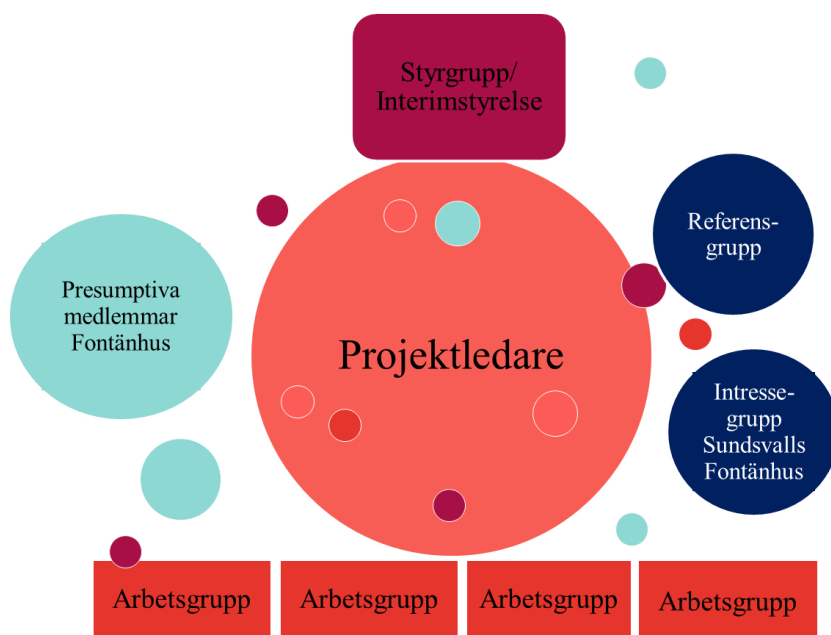 Styrgrupp/
Interimstyrelse
Referens-
grupp
Presumptiva
medlemmar
Fontänhus
Projektledare
Intresse-
grupp
Sundsvalls
Fontänhus
Arbetsgrupp
Arbetsgrupp
Arbetsgrupp
Arbetsgrupp